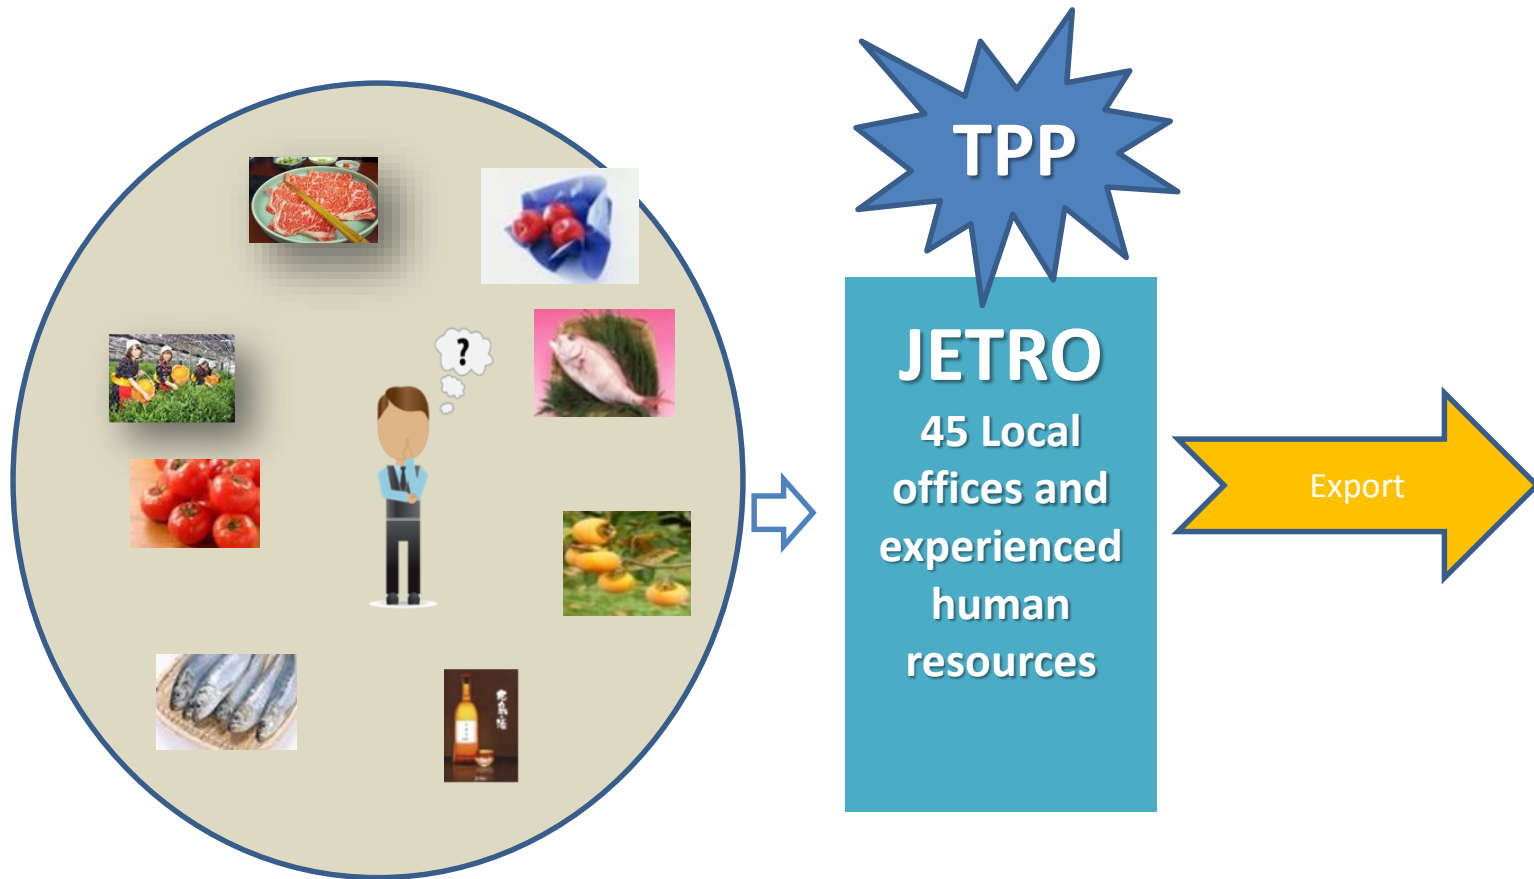 ?
TPP
JETRO
45 Local
offices and
experienced
human
resources
Export